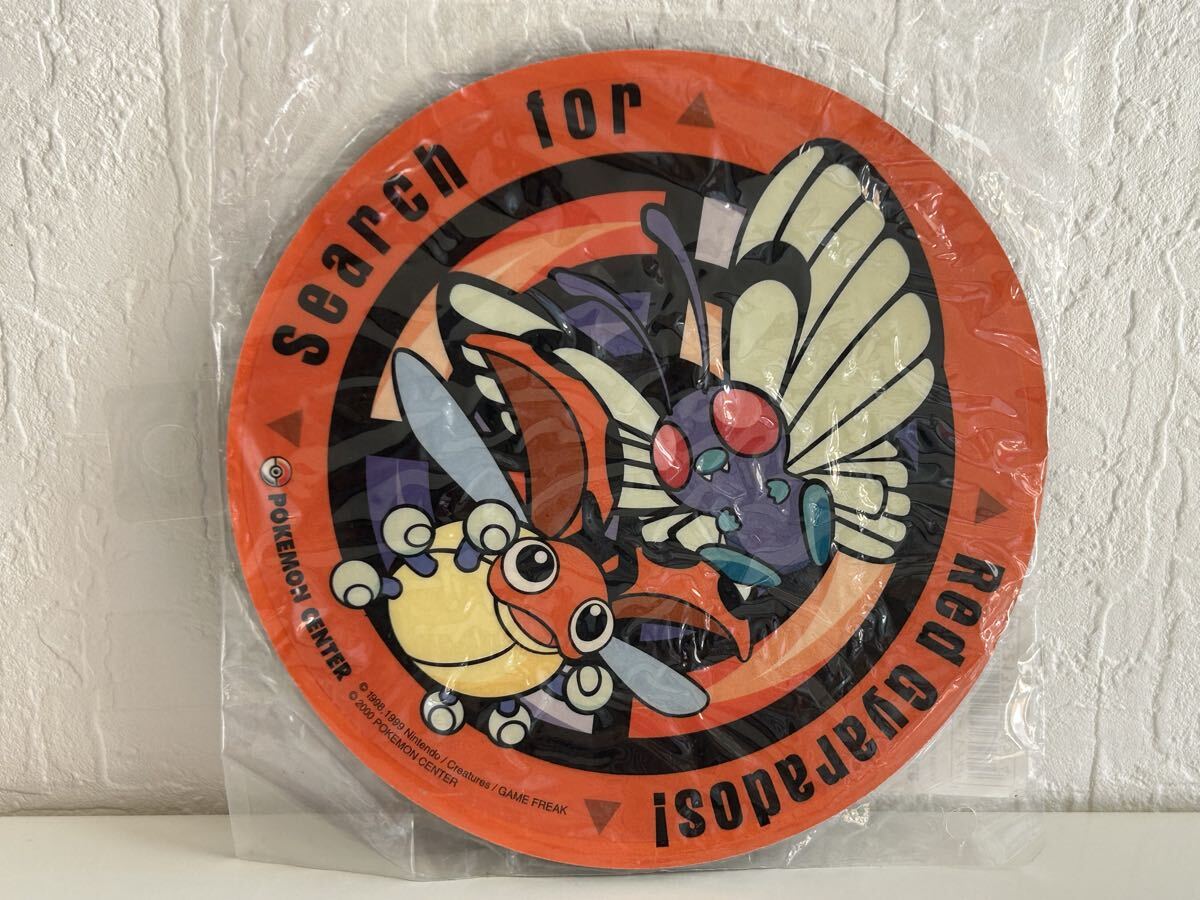 Search for
Red Gyarados!
POKEMON CENTER
© 1998,1999 Nintendo / Creatures / GAME FREAK
© 2000 POKEMON CENTER